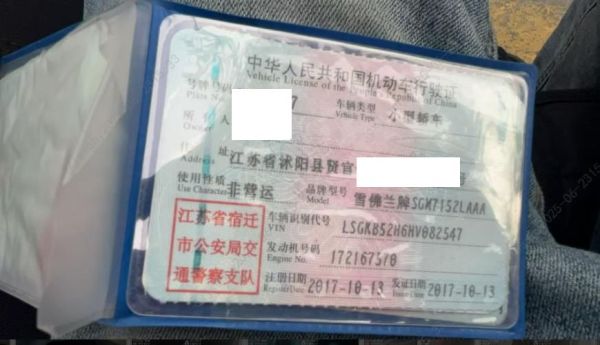 中华人民共和国机动车行驶证
Vehicle License of the People's Republic of China
号牌号码 7 车辆类型 小型轿车
Plate No. Vehicle Type
所 人
Owner
住 址 江苏省沭阳县贤官
Address
使用性质 非营运 品牌型号 雪佛兰牌SGM7152LAAA
Use Character Model
江苏省宿迁
市公安局交
通警察支队
车辆识别代号 LSGKB52H6HV082547
VIN
发动机号码 172167570
Engine No.
注册日期 2017-10-13 发证日期 2017-10-13
Register Date Issue Date